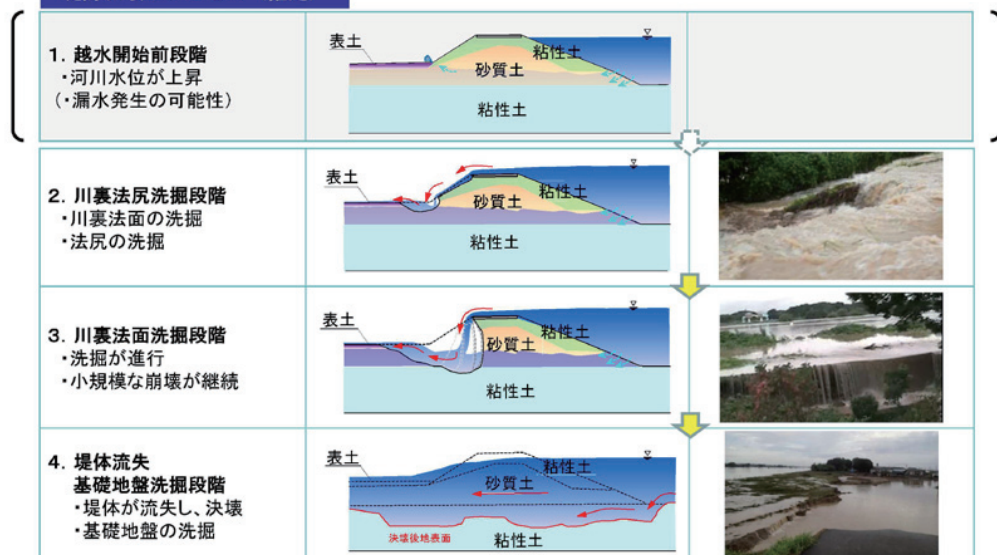 1. 越水開始前段階
・河川水位が上昇
(・漏水発生の可能性)
表土
粘性土
砂質土
粘性土
2. 川裏法尻洗掘段階
・川裏法面の洗掘
・法尻の洗掘
表土
粘性土
砂質土
粘性土
3. 川裏法面洗掘段階
・洗掘が進行
・小規模な崩壊が継続
表土
粘性土
砂質土
粘性土
4. 堤体流失
基礎地盤洗掘段階
・堤体が流失し、決壊
・基礎地盤の洗掘
表土
粘性土
砂質土
決壊後地表面
粘性土